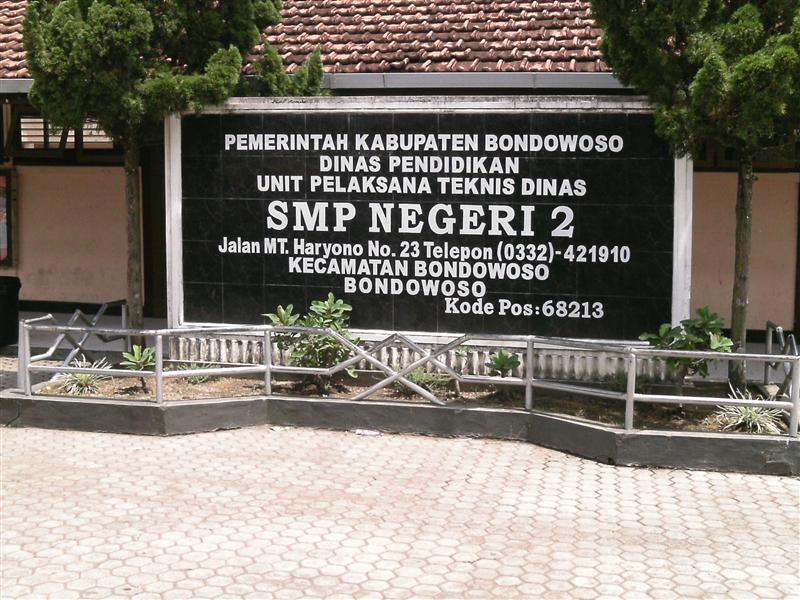 PEMERINTAH KABUPATEN BONDOWOSO
DINAS PENDIDIKAN
UNIT PELAKSANA TEKNIS DINAS
SMP NEGERI 2
Jalan MT. Haryono No. 23 Telepon (0332)-421910
KECAMATAN BONDOWOSO
BONDOWOSO
Kode Pos:68213